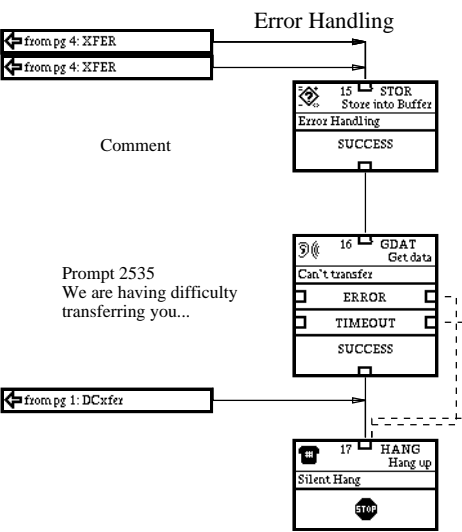 Error Handling
from pg 4: XFER
from pg 4: XFER
15 STOR
Store into Buffer
Error Handling
SUCCESS
Comment
16 GDAT
Get data
Can't transfer
ERROR
TIMEOUT
SUCCESS
Prompt 2535
We are having difficulty
transferring you...
from pg 1: DCxfer
17 HANG
Hang up
Silent Hang
STOP